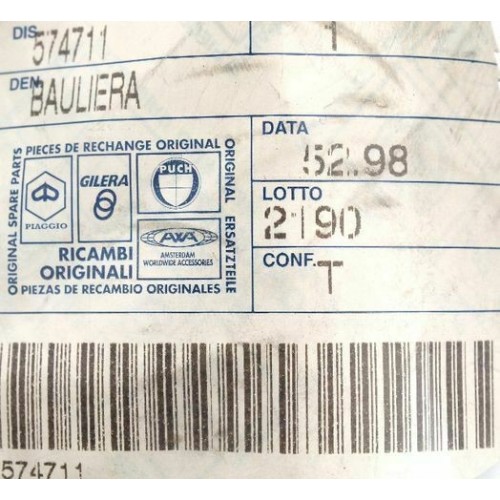 DIS.
574711
1
DEN.
BAULIERA
PIECES DE RECHANGE ORIGINAL
ORIGINAL SPARE PARTS
PIAGGIO
GILERA
PUCH
ORIGINAL ERSATZTEILE
RICAMBI
ORIGINALI
AWA
AMSTERDAM
WORLDWIDE ACCESSORIES
PIEZAS DE RECAMBIO ORIGINALES
DATA
52.98
LOTTO
2190
CONF.
T
574711